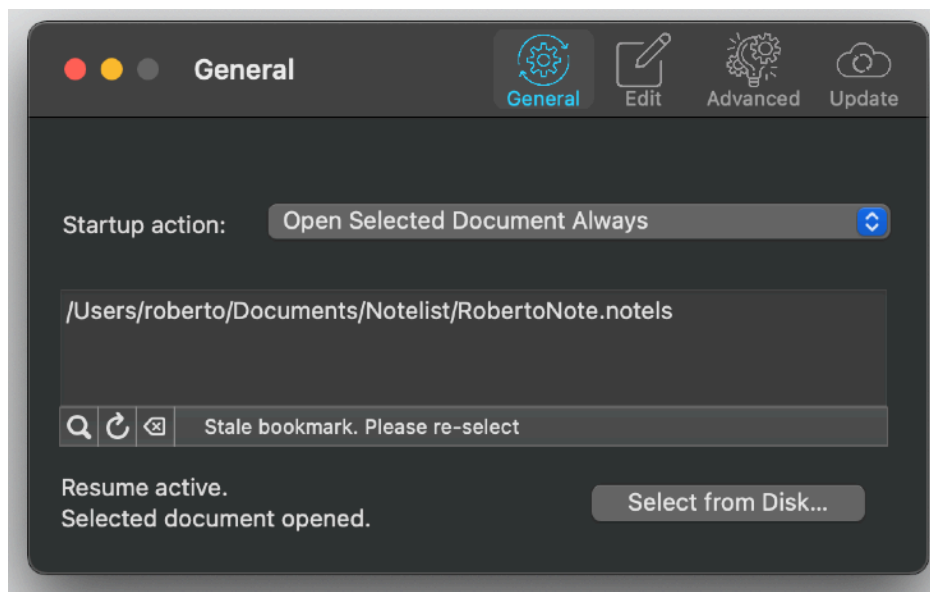 General
General
Edit
Advanced
Update
Startup action:
Open Selected Document Always
/Users/roberto/Documents/Notelist/RobertoNote.notels
Stale bookmark. Please re-select
Resume active.
Selected document opened.
Select from Disk...